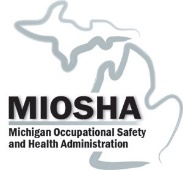 MIOSHA
Michigan Occupational Safety
and Health Administration